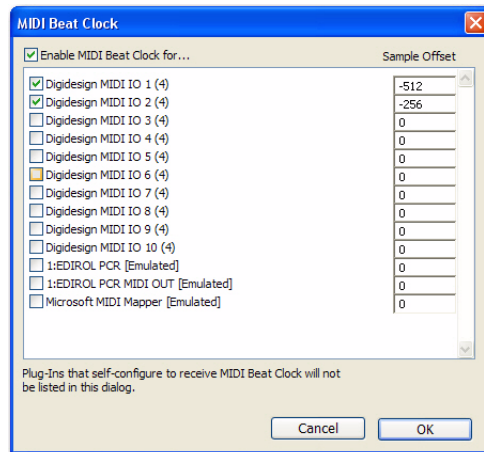 MIDI Beat Clock
Enable MIDI Beat Clock for... Sample Offset
Digidesign MIDI IO 1 (4) -512
Digidesign MIDI IO 2 (4) -256
Digidesign MIDI IO 3 (4) 0
Digidesign MIDI IO 4 (4) 0
Digidesign MIDI IO 5 (4) 0
Digidesign MIDI IO 6 (4) 0
Digidesign MIDI IO 7 (4) 0
Digidesign MIDI IO 8 (4) 0
Digidesign MIDI IO 9 (4) 0
Digidesign MIDI IO 10 (4) 0
1:EDIROL PCR [Emulated] 0
1:EDIROL PCR MIDI OUT [Emulated] 0
Microsoft MIDI Mapper [Emulated] 0
Plug-Ins that self-configure to receive MIDI Beat Clock will not
be listed in this dialog.
Cancel OK